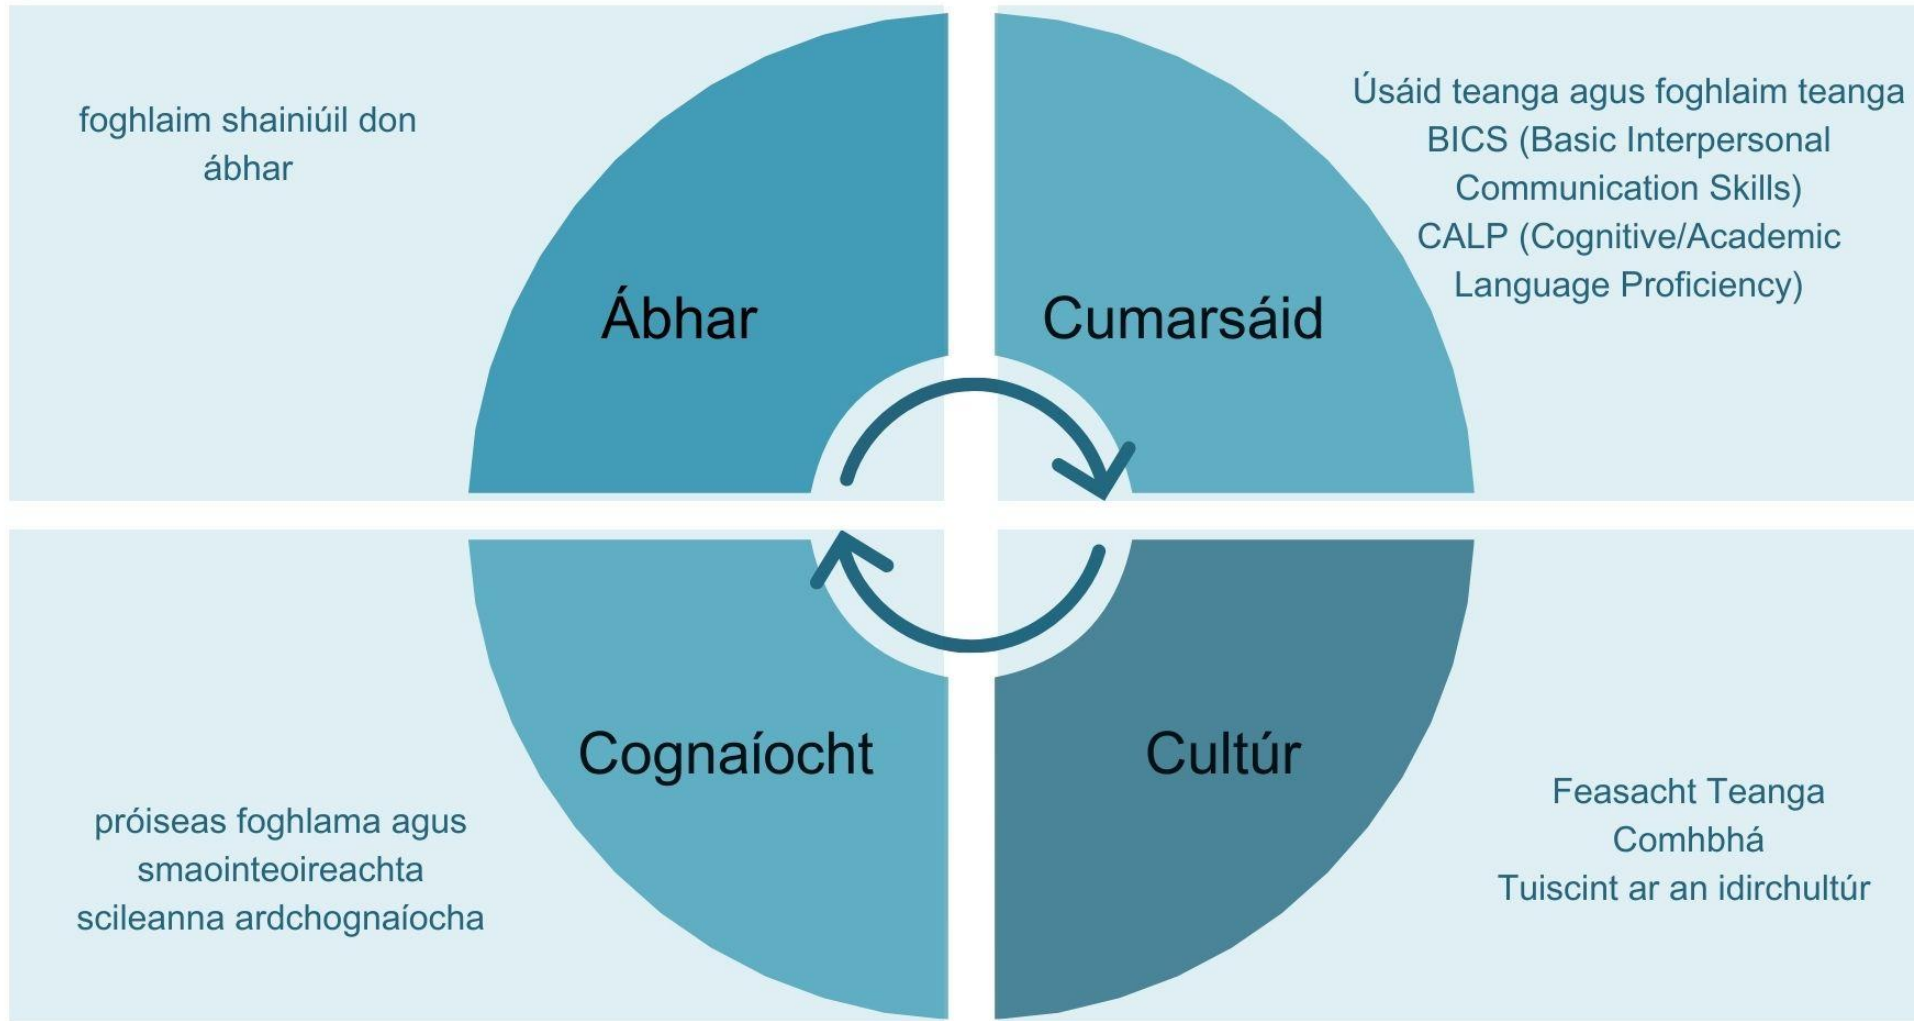 foghlaim shainiúil don
ábhar
Ábhar
Úsáid teanga agus foghlaim teanga
BICS (Basic Interpersonal
Communication Skills)
CALP (Cognitive/Academic
Language Proficiency)
Cumarsáid
Cognaíocht
próiseas foghlama agus
smaointeoireachta
scileanna ardchognaíocha
Cultúr
Feasacht Teanga
Comhbhá
Tuiscint ar an idirchultúr